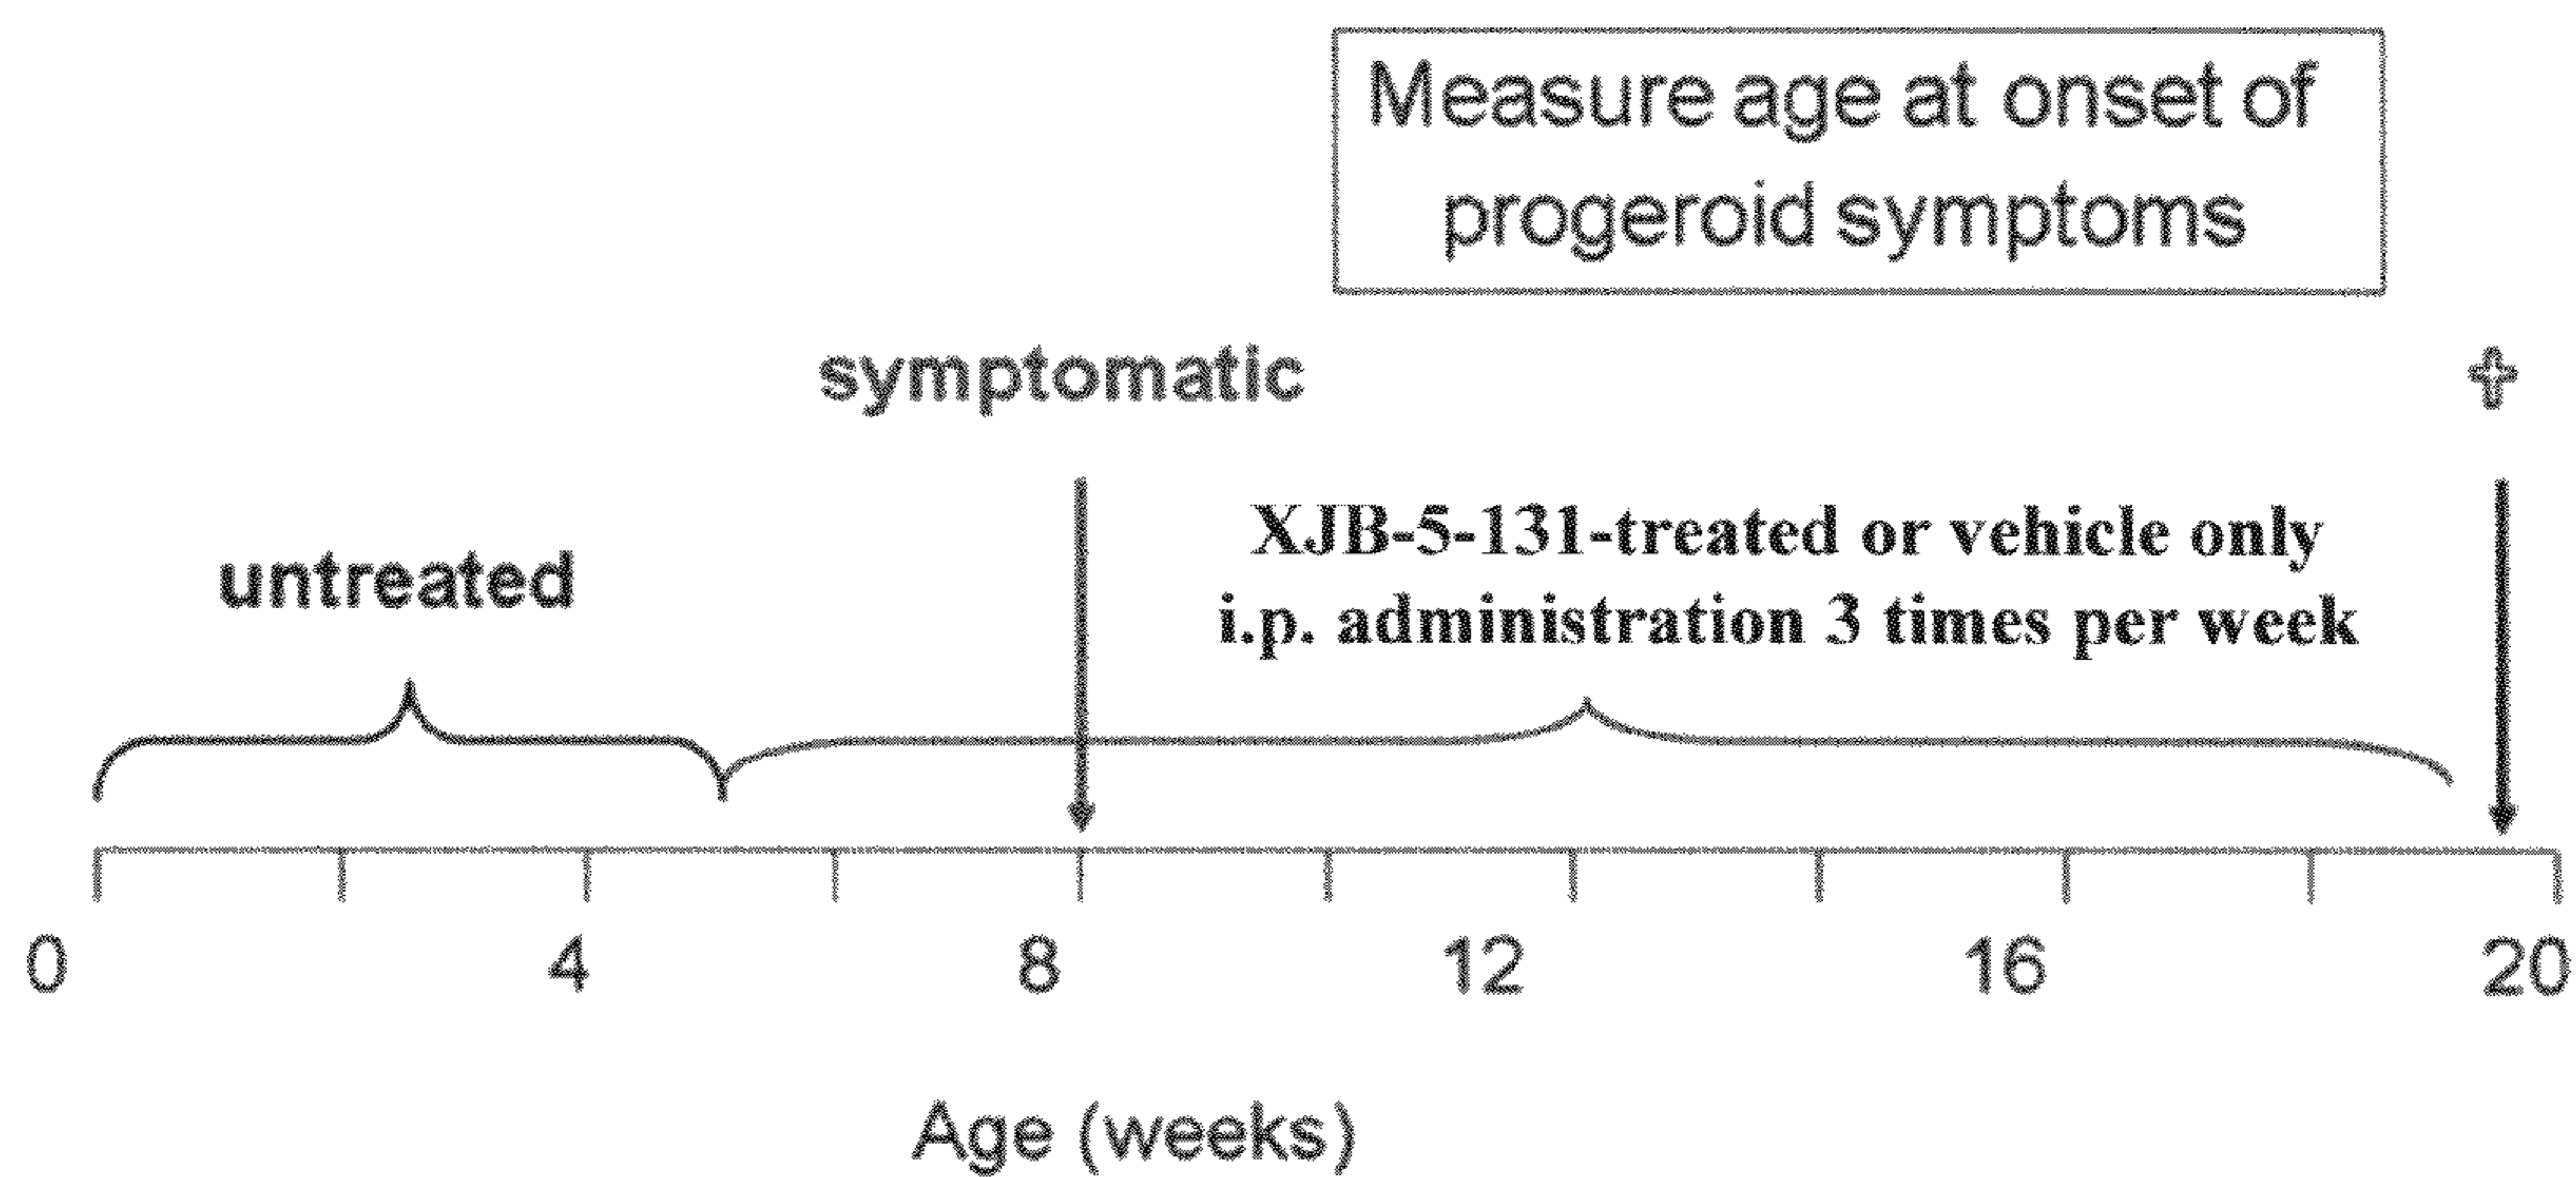 Measure age at onset of
progeroid symptoms
symptomatic
untreated
XJB-5-131-treated or vehicle only
i.p. administration 3 times per week
0 4 8 12 16 20
Age (weeks)